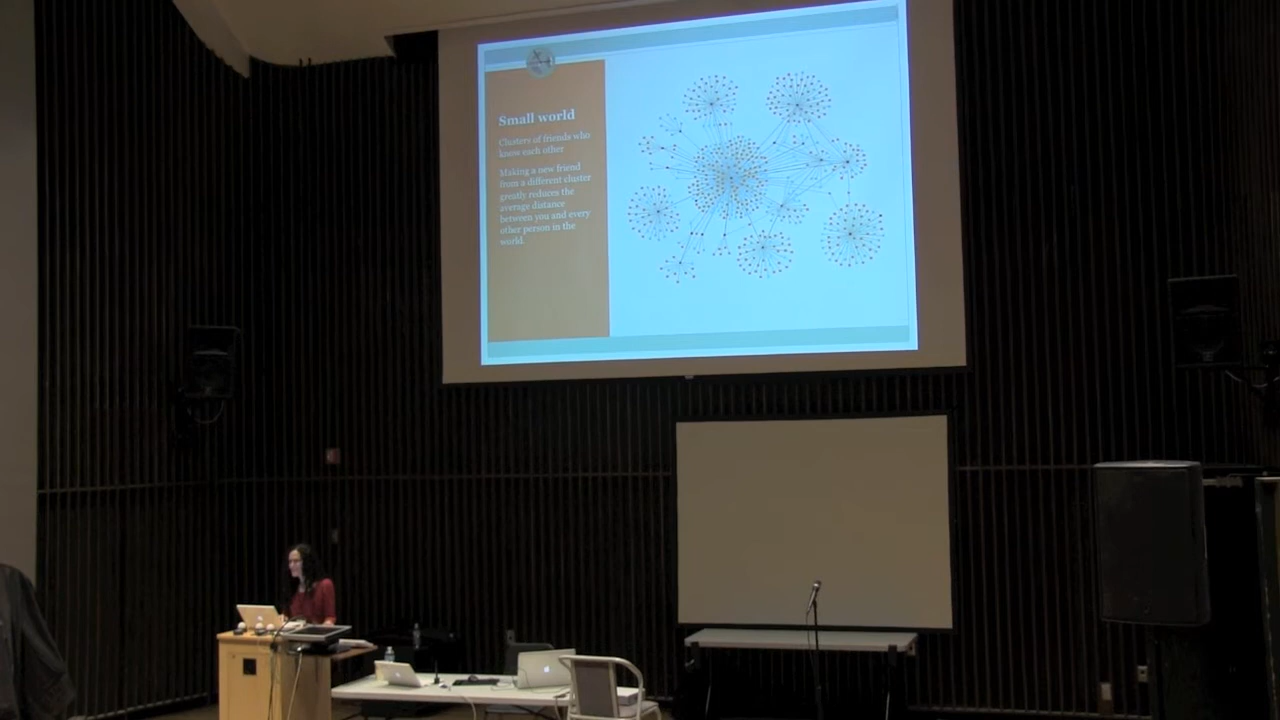 Small world
Clusters of friends who
know each other
Making a new friend
from a different cluster
greatly reduces the
average distance
between you and every
other person in the
world.